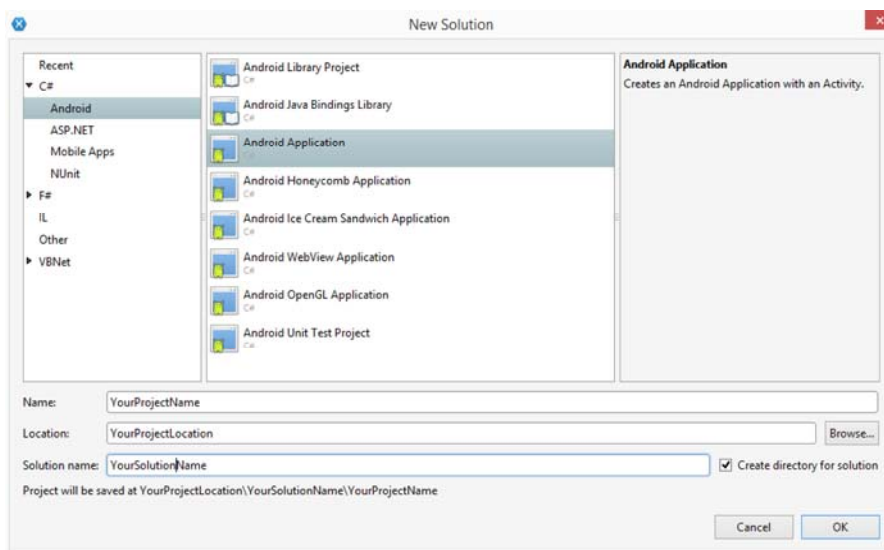 New Solution
Recent
C#
Android
ASP.NET
Mobile Apps
NUnit
F#
IL
Other
VBNet
Android Library Project
C#
Android Java Bindings Library
C#
Android Application
C#
Android Honeycomb Application
C#
Android Ice Cream Sandwich Application
C#
Android WebView Application
C#
Android OpenGL Application
C#
Android Unit Test Project
C#
Android Application
Creates an Android Application with an Activity.
Name: YourProjectName
Location: YourProjectLocation Browse...
Solution name: YourSolutionName Create directory for solution
Project will be saved at YourProjectLocation\YourSolutionName\YourProjectName
Cancel OK